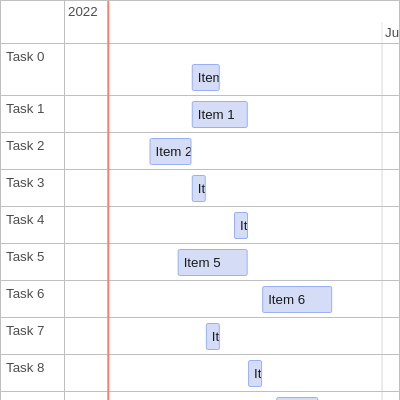 2022
Ju
Task 0
Item
Task 1
Item 1
Task 2
Item 2
Task 3
It
Task 4
It
Task 5
Item 5
Task 6
Item 6
Task 7
It
Task 8
It